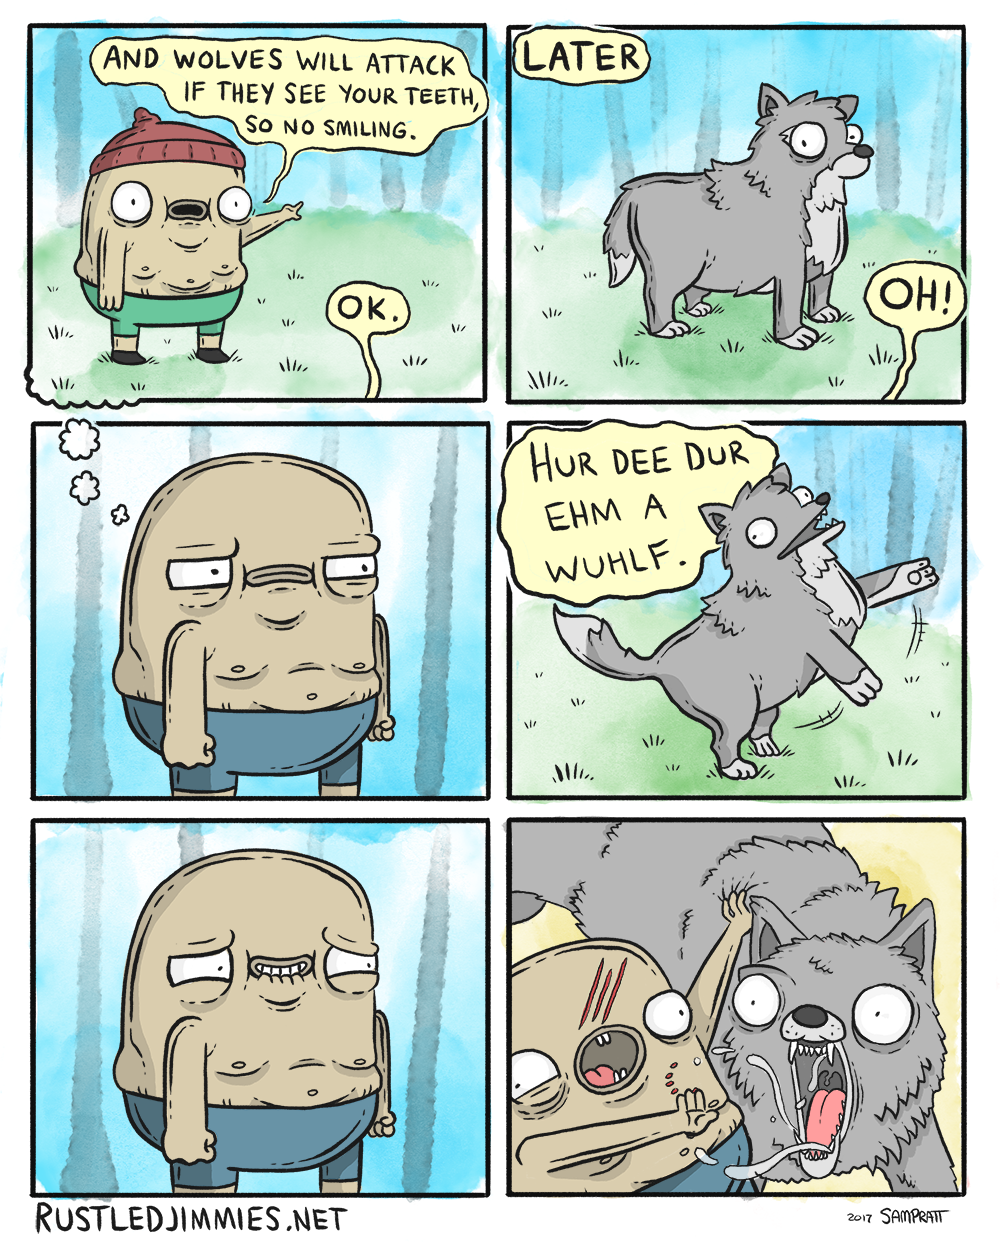 AND WOLVES WILL ATTACK
IF THEY SEE YOUR TEETH,
SO NO SMILING.
OK.
LATER
OH!
HUR DEE DUR
EHM A
WUHLF.
RUSTLEDJIMMIES.NET
2017 SAMPRATT